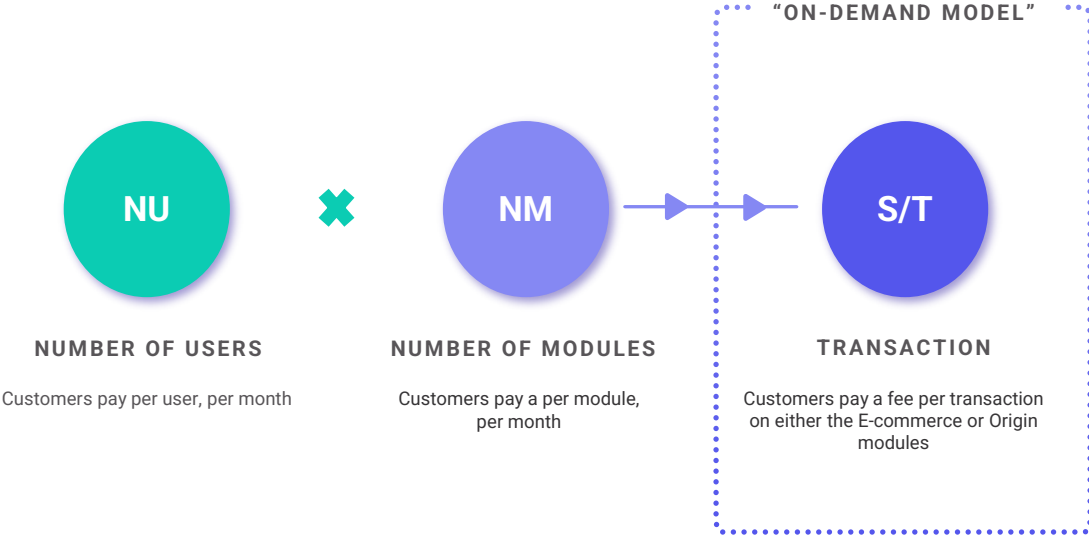 “ON-DEMAND MODEL”
NU
NM
S/T
NUMBER OF USERS
NUMBER OF MODULES
TRANSACTION
Customers pay per user, per month
Customers pay a per module,
per month
Customers pay a fee per transaction
on either the E-commerce or Origin
modules